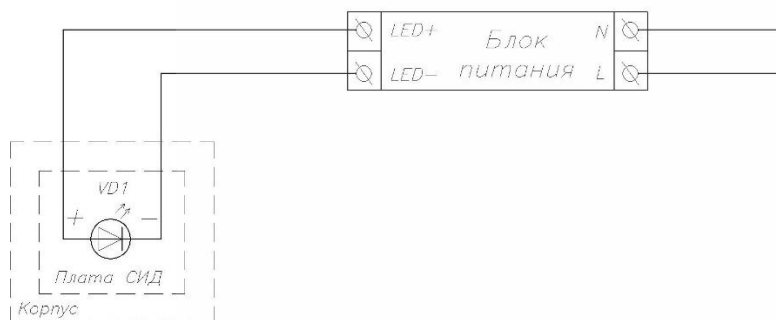 LED+ Блок N
LED− питания L
VD1
+ −
Плата СИД
Корпус